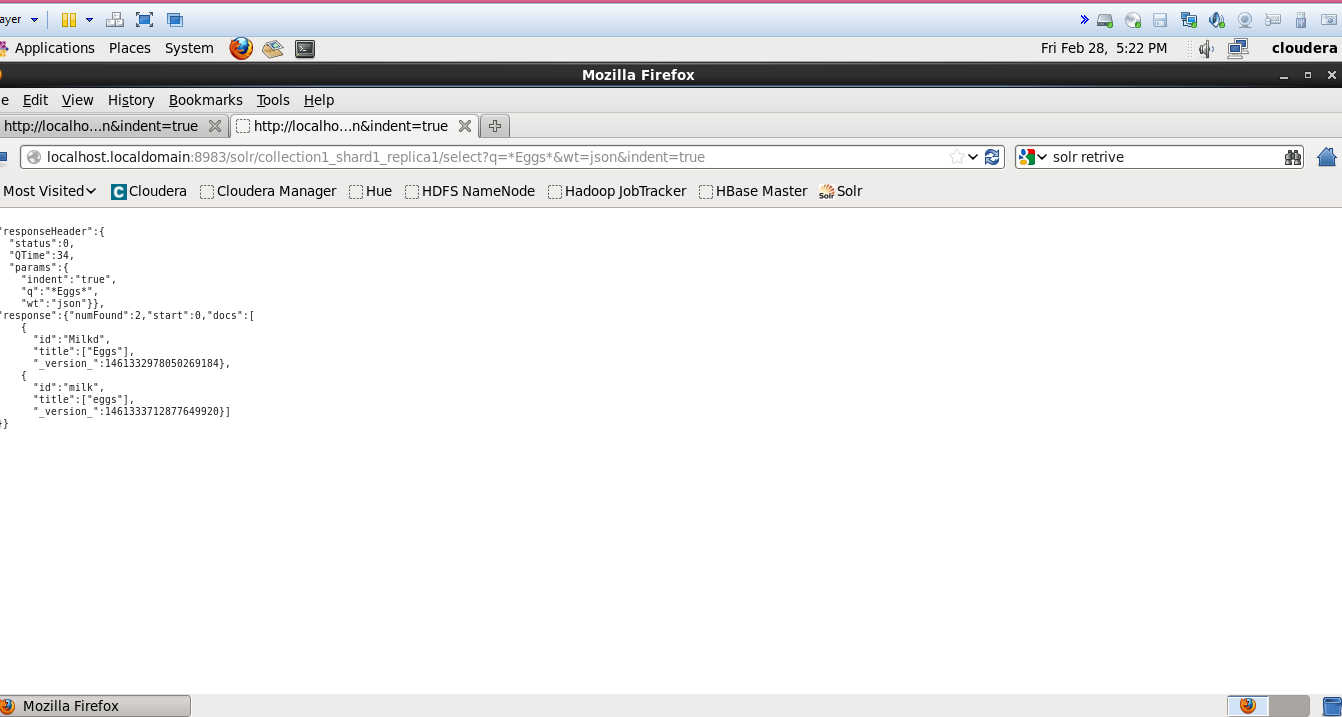 ayer
Applications Places System Fri Feb 28, 5:22 PM cloudera
Mozilla Firefox
e Edit View History Bookmarks Tools Help
http://localho...n&indent=true http://localho...n&indent=true
localhost.localdomain:8983/solr/collection1_shard1_replica1/select?q=*Eggs*&wt=json&indent=true solr retrive
Most Visited Cloudera Cloudera Manager Hue HDFS NameNode Hadoop JobTracker HBase Master Solr Solr
"responseHeader":{
"status":0,
"QTime":34,
"params":{
"indent":"true",
"q":"*Eggs*",
"wt":"json"}},
"response":{"numFound":2,"start":0,"docs":[
{
"id":"Milkd",
"title":["Eggs"],
"_version_":1461332978050269184},
{
"id":"milk",
"title":["eggs"],
"_version_":1461333712877649920}]
}}
Mozilla Firefox